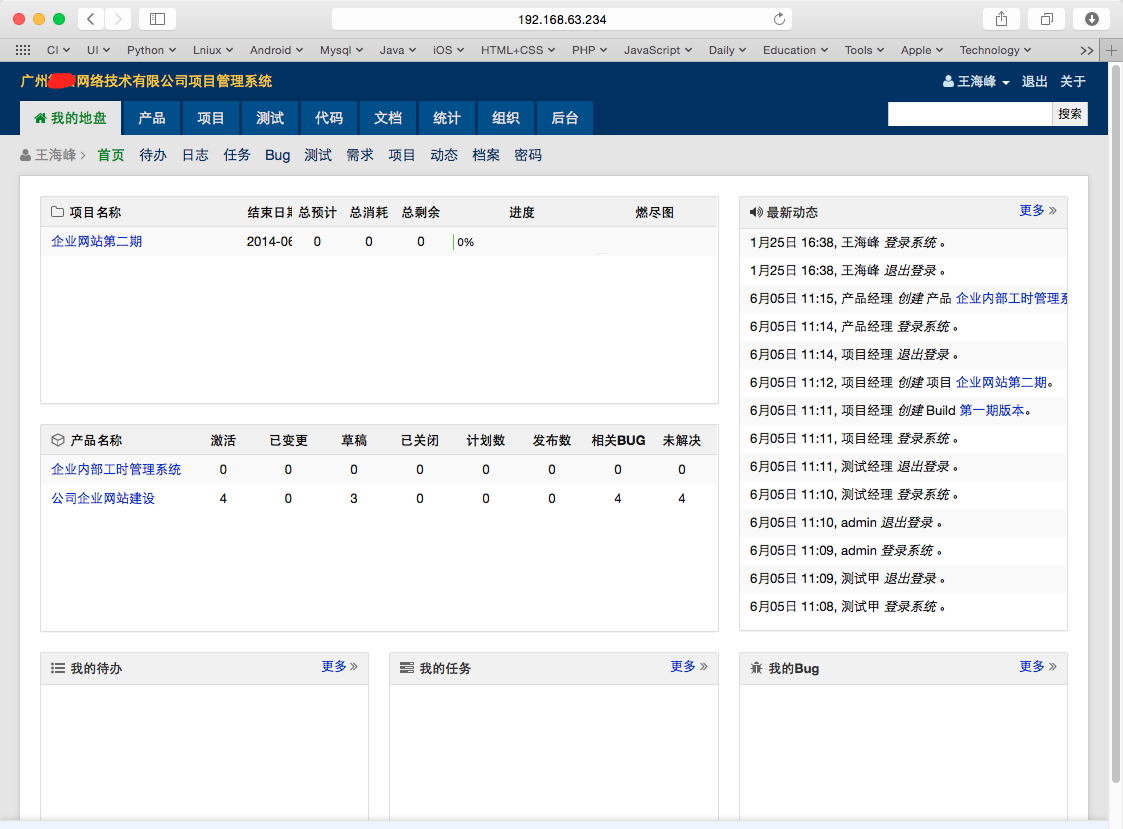 192.168.63.234
CI UI Python Lniux Android Mysql Java iOS HTML+CSS PHP JavaScript Daily Education Tools Apple Technology
广州 网络技术有限公司项目管理系统 王海峰 退出 关于
我的地盘 产品 项目 测试 代码 文档 统计 组织 后台 搜索
王海峰 首页 待办 日志 任务 Bug 测试 需求 项目 动态 档案 密码
项目名称 结束日期 总预计 总消耗 总剩余 进度 燃尽图
企业网站第二期 2014-06 0 0 0 0%
产品名称 激活 已变更 草稿 已关闭 计划数 发布数 相关BUG 未解决
企业内部工时管理系统 0 0 0 0 0 0 0 0
公司企业网站建设 4 0 3 0 0 0 4 4
最新动态 更多
1月25日 16:38, 王海峰 登录系统 。
1月25日 16:38, 王海峰 退出登录 。
6月05日 11:15, 产品经理 创建 产品 企业内部工时管理系
6月05日 11:14, 产品经理 登录系统 。
6月05日 11:14, 项目经理 退出登录 。
6月05日 11:12, 项目经理 创建 项目 企业网站第二期。
6月05日 11:11, 项目经理 创建 Build 第一期版本。
6月05日 11:11, 项目经理 登录系统 。
6月05日 11:11, 测试经理 退出登录 。
6月05日 11:10, 测试经理 登录系统 。
6月05日 11:10, admin 退出登录 。
6月05日 11:09, admin 登录系统 。
6月05日 11:09, 测试甲 退出登录 。
6月05日 11:08, 测试甲 登录系统 。
我的待办 更多
我的任务 更多
我的Bug 更多